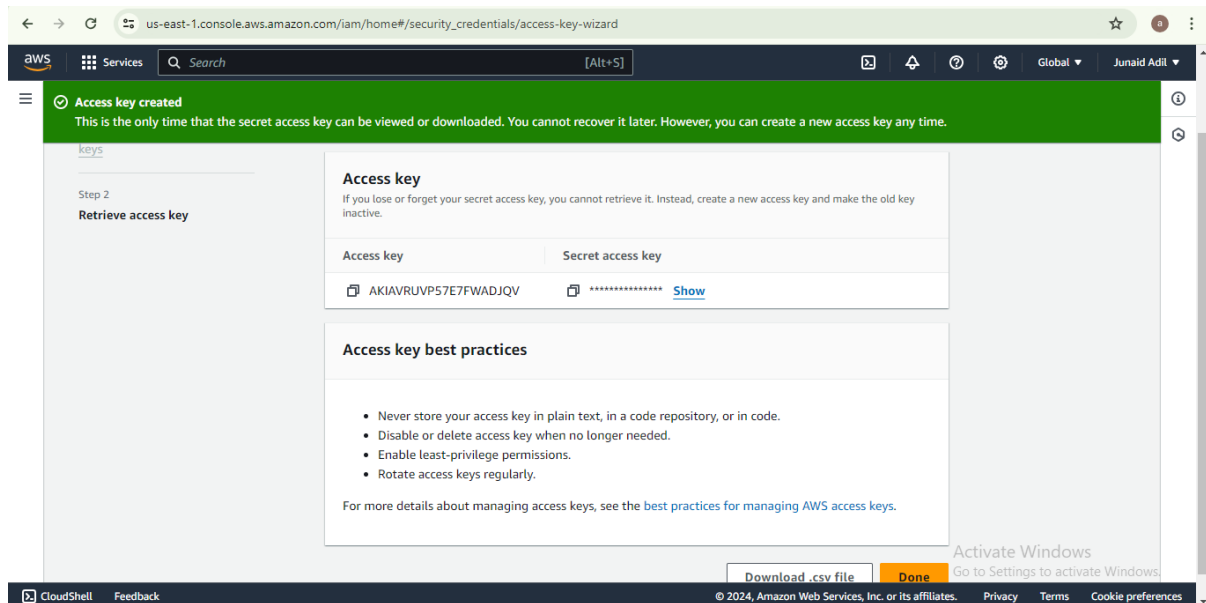 us-east-1.console.aws.amazon.com/iam/home#/security_credentials/access-key-wizard
a
aws Services Search [Alt+S] Global Junaid Adil
Access key created
This is the only time that the secret access key can be viewed or downloaded. You cannot recover it later. However, you can create a new access key any time.
keys
Step 2
Retrieve access key
Access key
If you lose or forget your secret access key, you cannot retrieve it. Instead, create a new access key and make the old key
inactive.
Access key Secret access key
AKIAVRUVP57E7FWADJQV *************** Show
Access key best practices
• Never store your access key in plain text, in a code repository, or in code.
• Disable or delete access key when no longer needed.
• Enable least-privilege permissions.
• Rotate access keys regularly.
For more details about managing access keys, see the best practices for managing AWS access keys.
Activate Windows
Go to Settings to activate Windows.
Download .csv file Done
CloudShell Feedback © 2024, Amazon Web Services, Inc. or its affiliates. Privacy Terms Cookie preferences